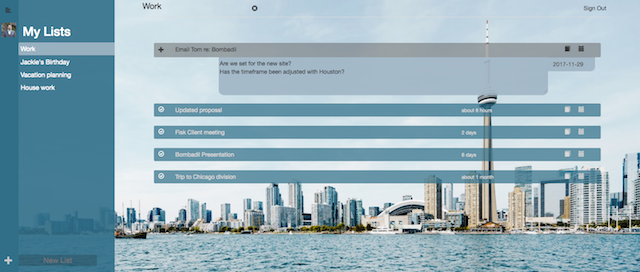 Work
Sign Out
My Lists
Work
Jackie's Birthday
Vacation planning
House work
New List
Email Tom re: Bombadil
Are we set for the new site?
Has the timeframe been adjusted with Houston?
2017-11-29
Updated proposal
about 8 hours
Flax Client meeting
2 days
Bombadil Presentation
6 days
Trip to Chicago division
about 1 month